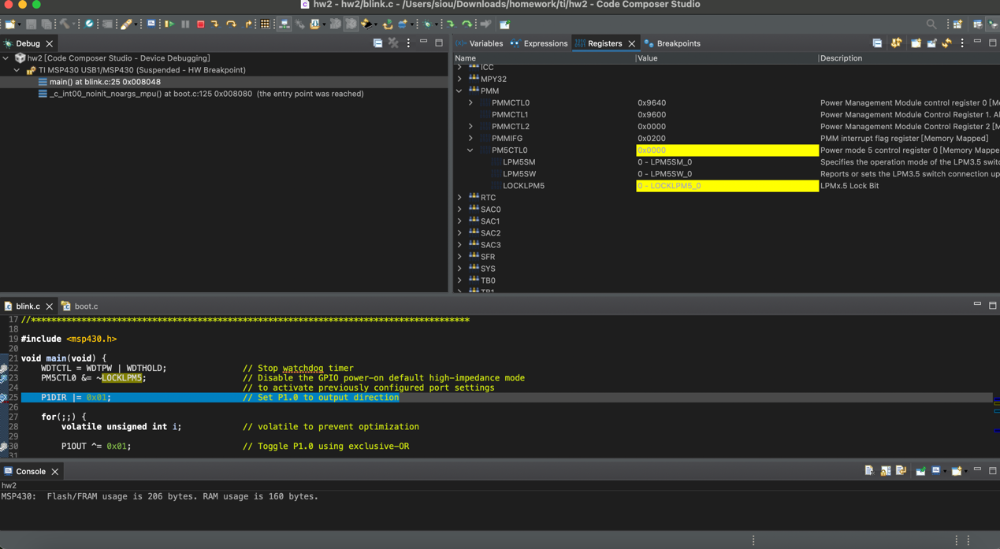 hw2 - hw2/blink.c - /Users/siou/Downloads/homework/ti/hw2 - Code Composer Studio
Debug
hw2 [Code Composer Studio - Device Debugging]
TI MSP430 USB1/MSP430 (Suspended - HW Breakpoint)
main() at blink.c:25 0x008048
_c_int00_noinit_noargs_mpu() at boot.c:125 0x008080 (the entry point was reached)
Variables Expressions Registers Breakpoints
Name Value Description
ICC
MPY32
PMM
PMMCTL0 0x9640 Power Management Module control register 0 [M
PMMCTL1 0x9600 Power Management Module Control Register 1. Al
PMMCTL2 0x0000 Power Management Module Control Register 2 [M
PMMIFG 0x0200 PMM interrupt flag register [Memory Mapped]
PM5CTL0 0x0000 Power mode 5 control register 0 [Memory Mappe
LPM5SM 0 - LPM5SM_0 Specifies the operation mode of the LPM3.5 swit
LPM5SW 0 - LPM5SW_0 Reports or sets the LPM3.5 switch connection up
LOCKLPM5 0 - LOCKLPM5_0 LPMx.5 Lock Bit
RTC
SAC0
SAC1
SAC2
SAC3
SFR
SYS
TB0
TB1
blink.c boot.c
17 //******************************************************************************
18
19 #include <msp430.h>
20
21 void main(void) {
22 WDTCTL = WDTPW | WDTHOLD; // Stop watchdog timer
23 PM5CTL0 &= ~LOCKLPM5; // Disable the GPIO power-on default high-impedance mode
24 // to activate previously configured port settings
25 P1DIR |= 0x01; // Set P1.0 to output direction
26
27 for(;;) {
28 volatile unsigned int i; // volatile to prevent optimization
29
30 P1OUT ^= 0x01; // Toggle P1.0 using exclusive-OR
31
Console
hw2
MSP430: Flash/FRAM usage is 206 bytes. RAM usage is 160 bytes.